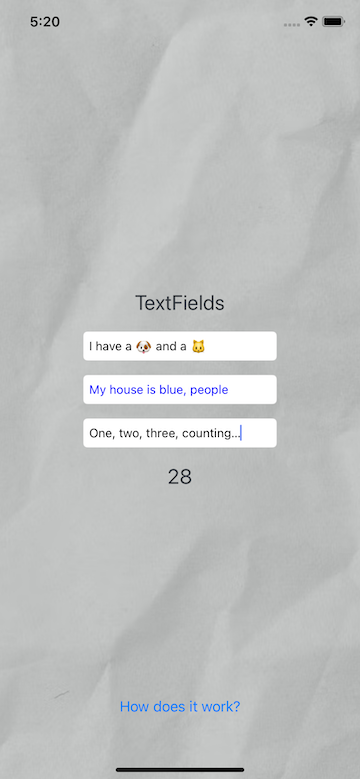 5:20
TextFields
I have a 🐶 and a 🐱
My house is blue, people
One, two, three, counting...
28
How does it work?